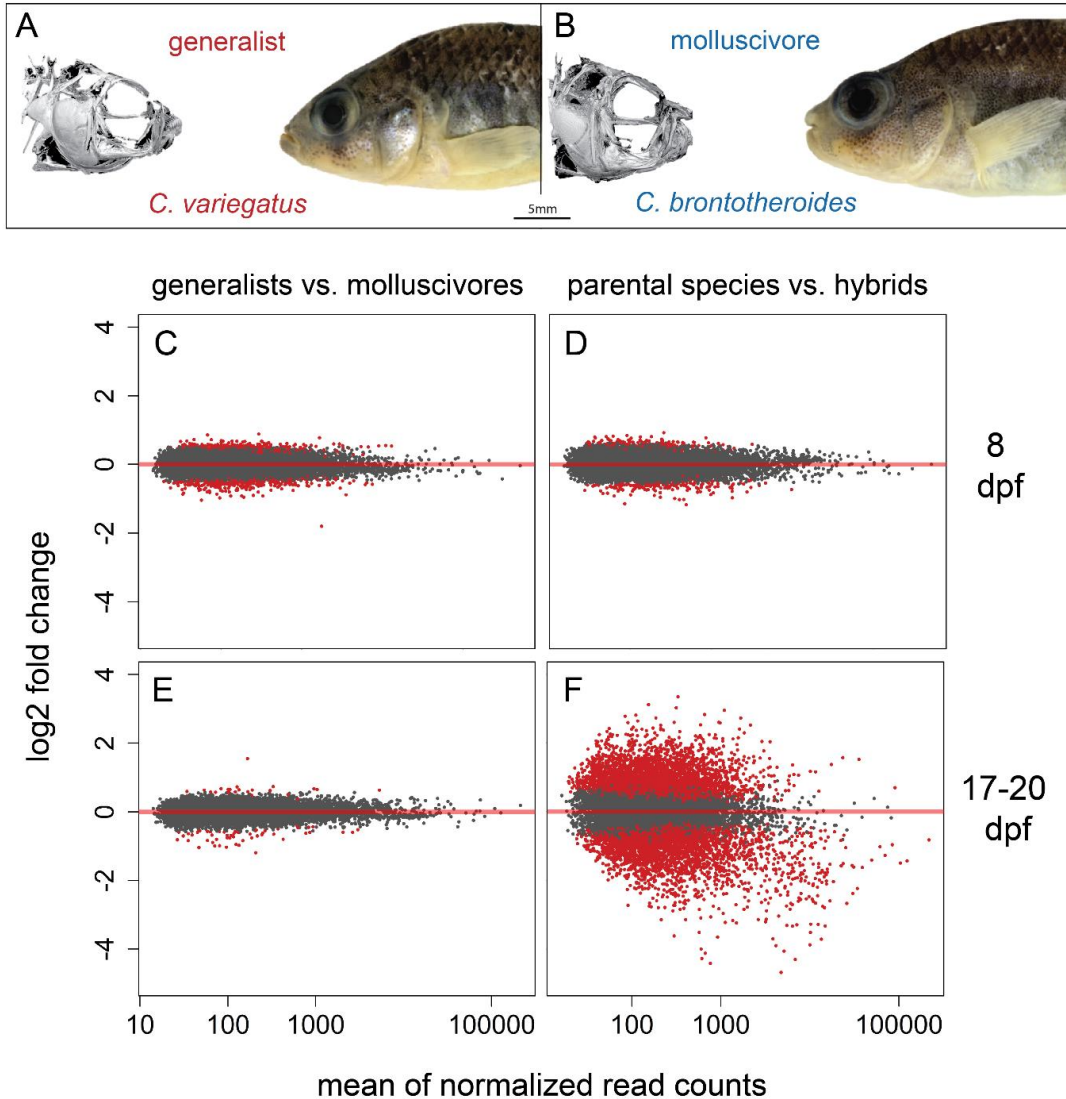 A
generalist
C. variegatus
B
molluscivore
C. brontotheroides
5mm
generalists vs. molluscivores
parental species vs. hybrids
log2 fold change
4
2
0
-2
-4
C
D
8
dpf
4
2
0
-2
-4
E
F
17-20
dpf
10
100
1000
100000
100
1000
100000
mean of normalized read counts